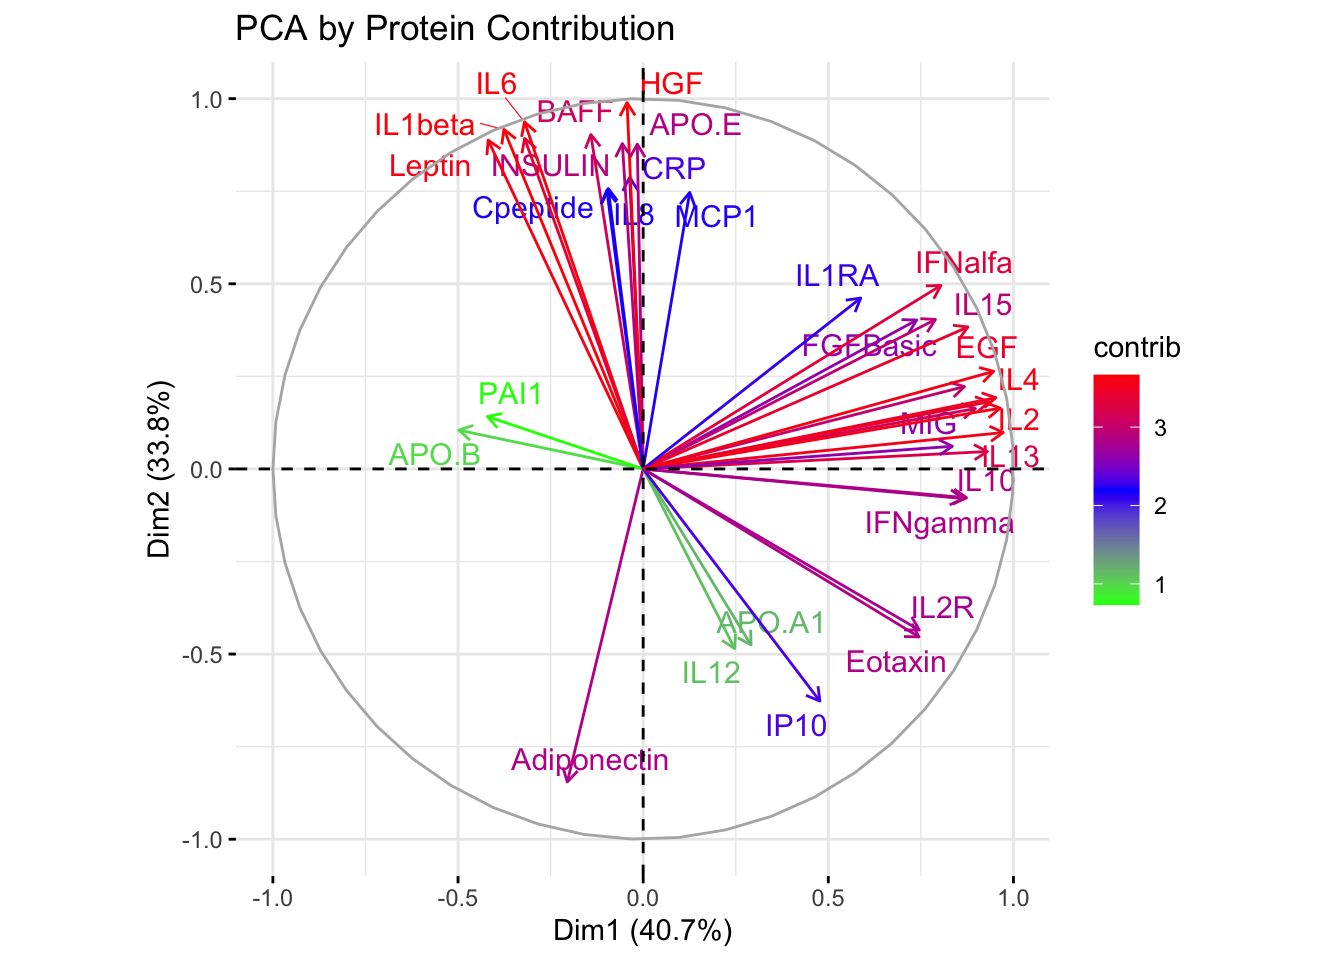 PCA by Protein Contribution
IL6
HGF
BAFF
IL1beta
APO.E
Leptin
INSULIN
CRP
Cpeptide
IL8
MCP1
IFNalfa
IL1RA
IL15
FGFBasic
EGF
IL4
PAI1
MIG
IL2
APO.B
IL13
IL10
IFNgamma
IL2R
APO.A1
Eotaxin
IL12
IP10
Adiponectin
1.0
0.5
0.0
-0.5
-1.0
Dim2 (33.8%)
-1.0
-0.5
0.0
0.5
1.0
Dim1 (40.7%)
contrib
3
2
1